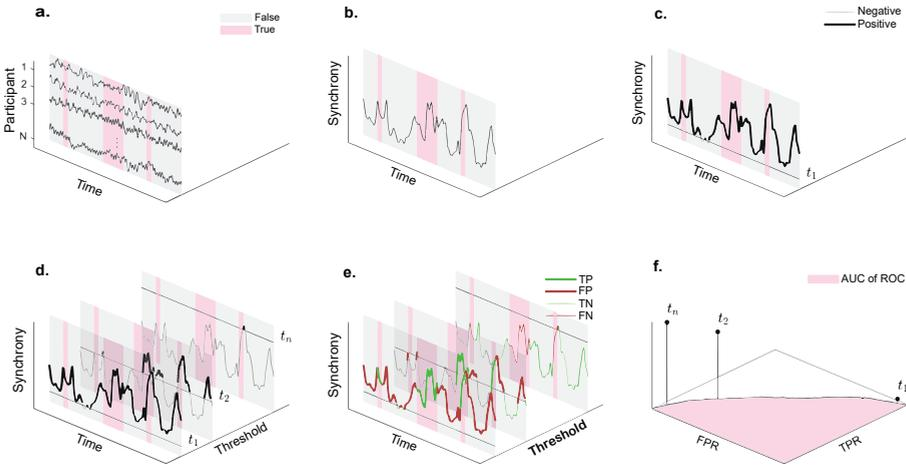 a.
False
True
Participant
1
2
3
N
Time
b.
Synchrony
Time
c.
Negative
Positive
Synchrony
Time
t1
d.
Synchrony
Time
t1
t2
tn
Threshold
e.
TP
FP
TN
FN
Synchrony
Time
Threshold
f.
AUC of ROC
tn
t2
t1
FPR
TPR